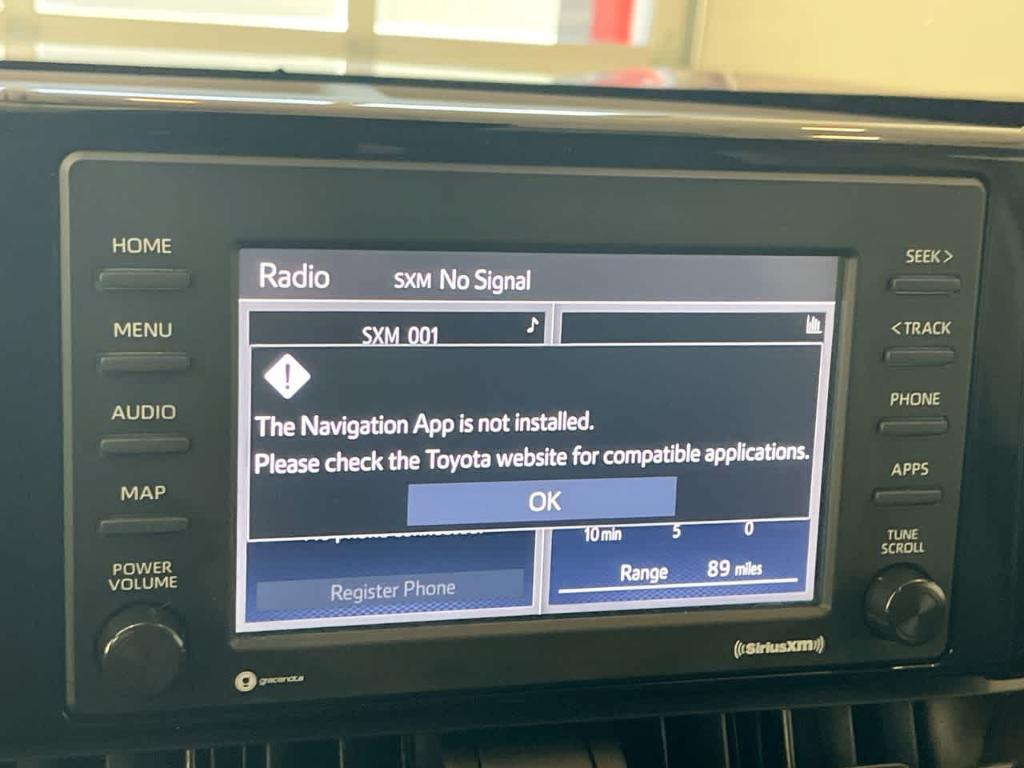 HOME
MENU
AUDIO
MAP
POWER
VOLUME
Radio SXM No Signal
SXM 001
!
The Navigation App is not installed.
Please check the Toyota website for compatible applications.
OK
10 min 5 0
Range 89 miles
Register Phone
SEEK >
< TRACK
PHONE
APPS
TUNE
SCROLL
g gracenote
((SiriusXM))